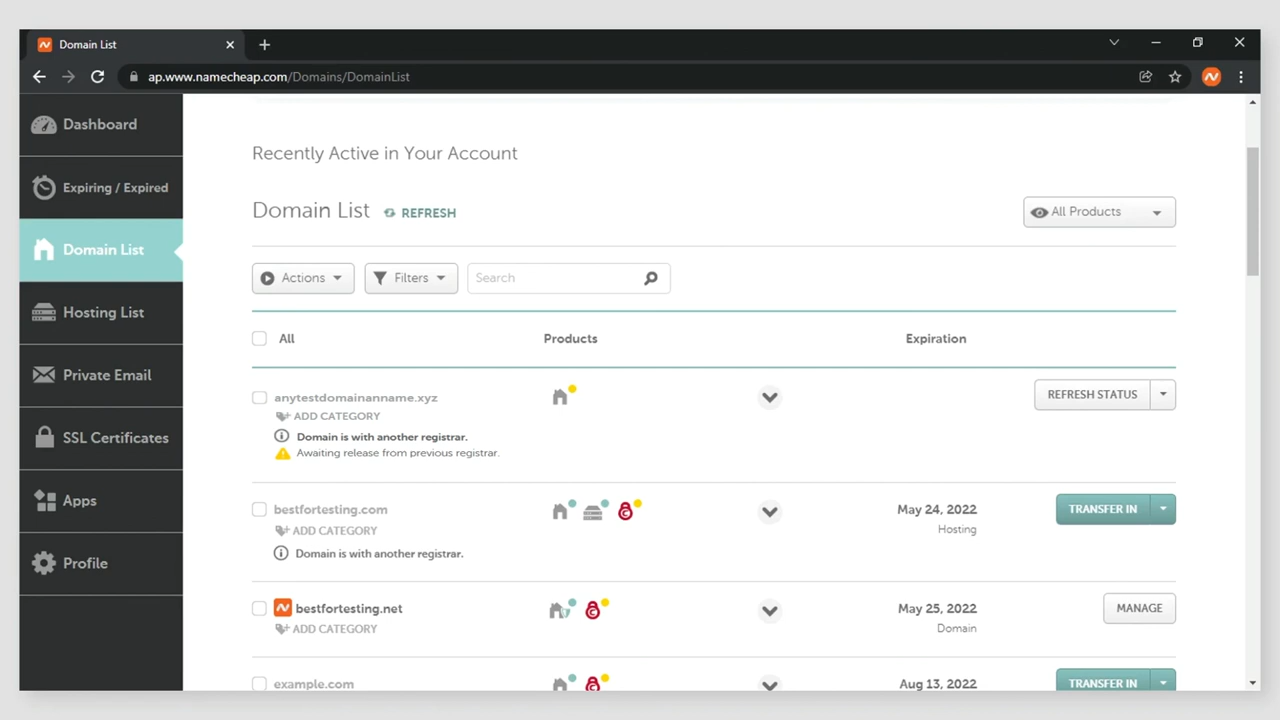 Domain List
ap.www.namecheap.com/Domains/DomainList
Dashboard
Expiring / Expired
Domain List
Hosting List
Private Email
SSL Certificates
Apps
Profile
Recently Active in Your Account
Domain List REFRESH
All Products
Actions Filters Search
All Products Expiration
anytestdomainanname.xyz REFRESH STATUS
ADD CATEGORY
Domain is with another registrar.
Awaiting release from previous registrar.
bestfortesting.com May 24, 2022 TRANSFER IN
ADD CATEGORY Hosting
Domain is with another registrar.
bestfortesting.net May 25, 2022 MANAGE
ADD CATEGORY Domain
example.com Aug 13, 2022 TRANSFER IN